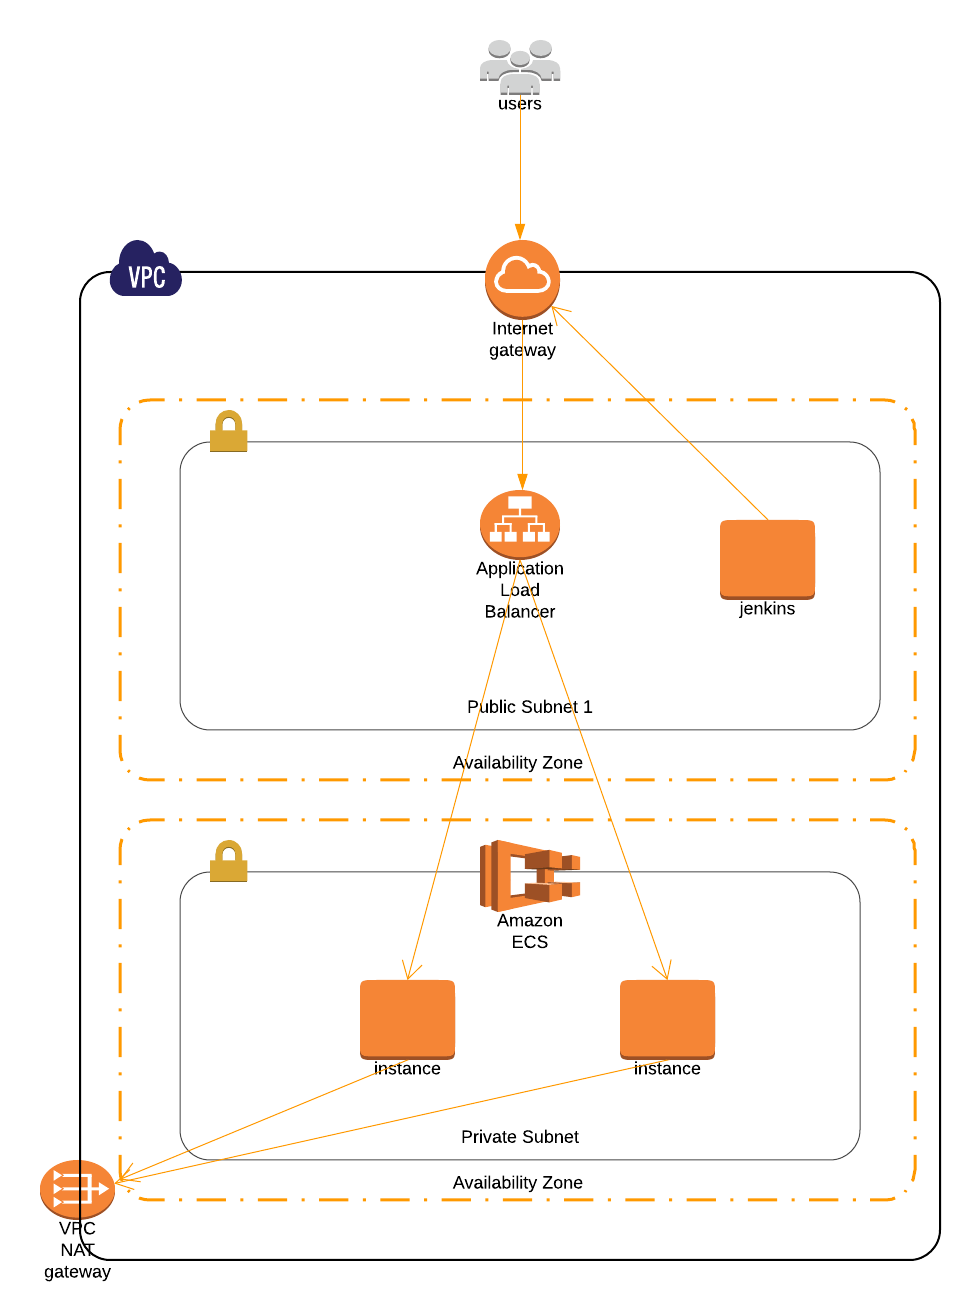 users
VPC
Internet
gateway
Application
Load
Balancer
jenkins
Public Subnet 1
Availability Zone
Amazon
ECS
instance
instance
Private Subnet
Availability Zone
VPC
NAT
gateway